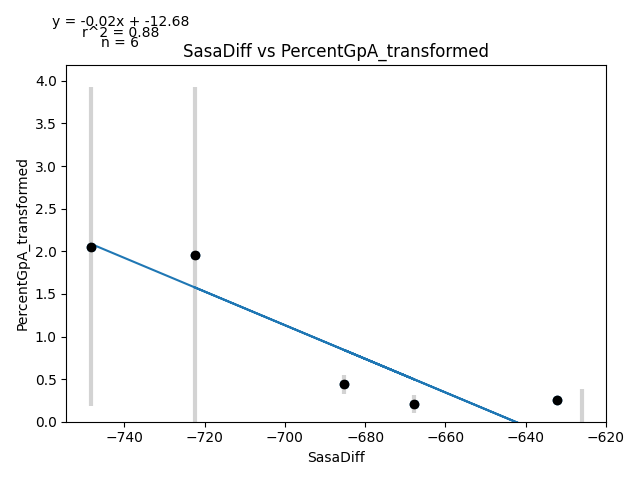 y = -0.02x + -12.68
r^2 = 0.88
n = 6
SasaDiff vs PercentGpA_transformed
PercentGpA_transformed
4.0
3.5
3.0
2.5
2.0
1.5
1.0
0.5
0.0
−740
−720
−700
−680
−660
−640
−620
SasaDiff